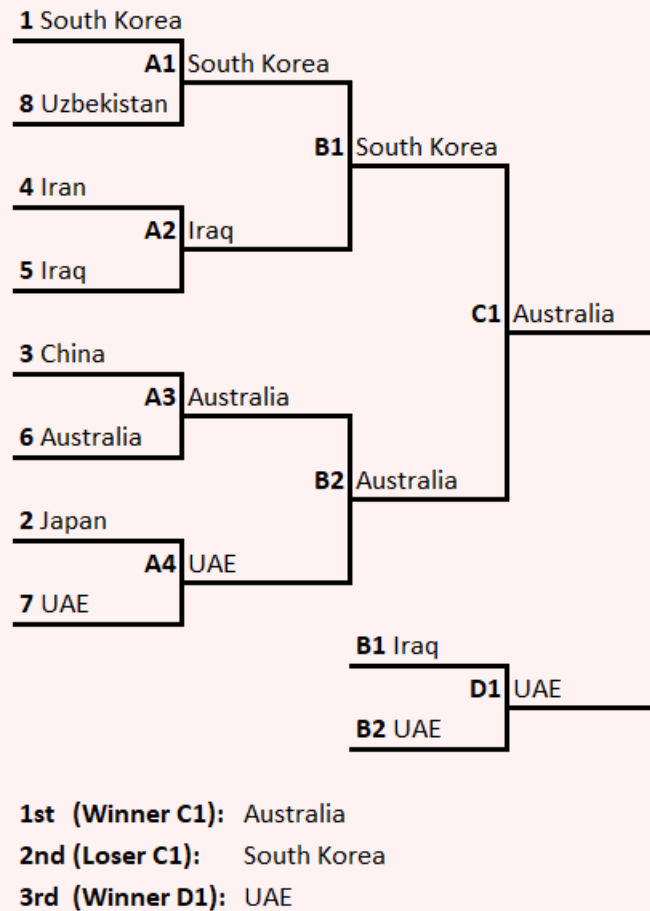 1 South Korea
A1 South Korea
8 Uzbekistan
B1 South Korea
4 Iran
A2 Iraq
5 Iraq
C1 Australia
3 China
A3 Australia
6 Australia
B2 Australia
2 Japan
A4 UAE
7 UAE
B1 Iraq
D1 UAE
B2 UAE
1st (Winner C1): Australia
2nd (Loser C1): South Korea
3rd (Winner D1): UAE